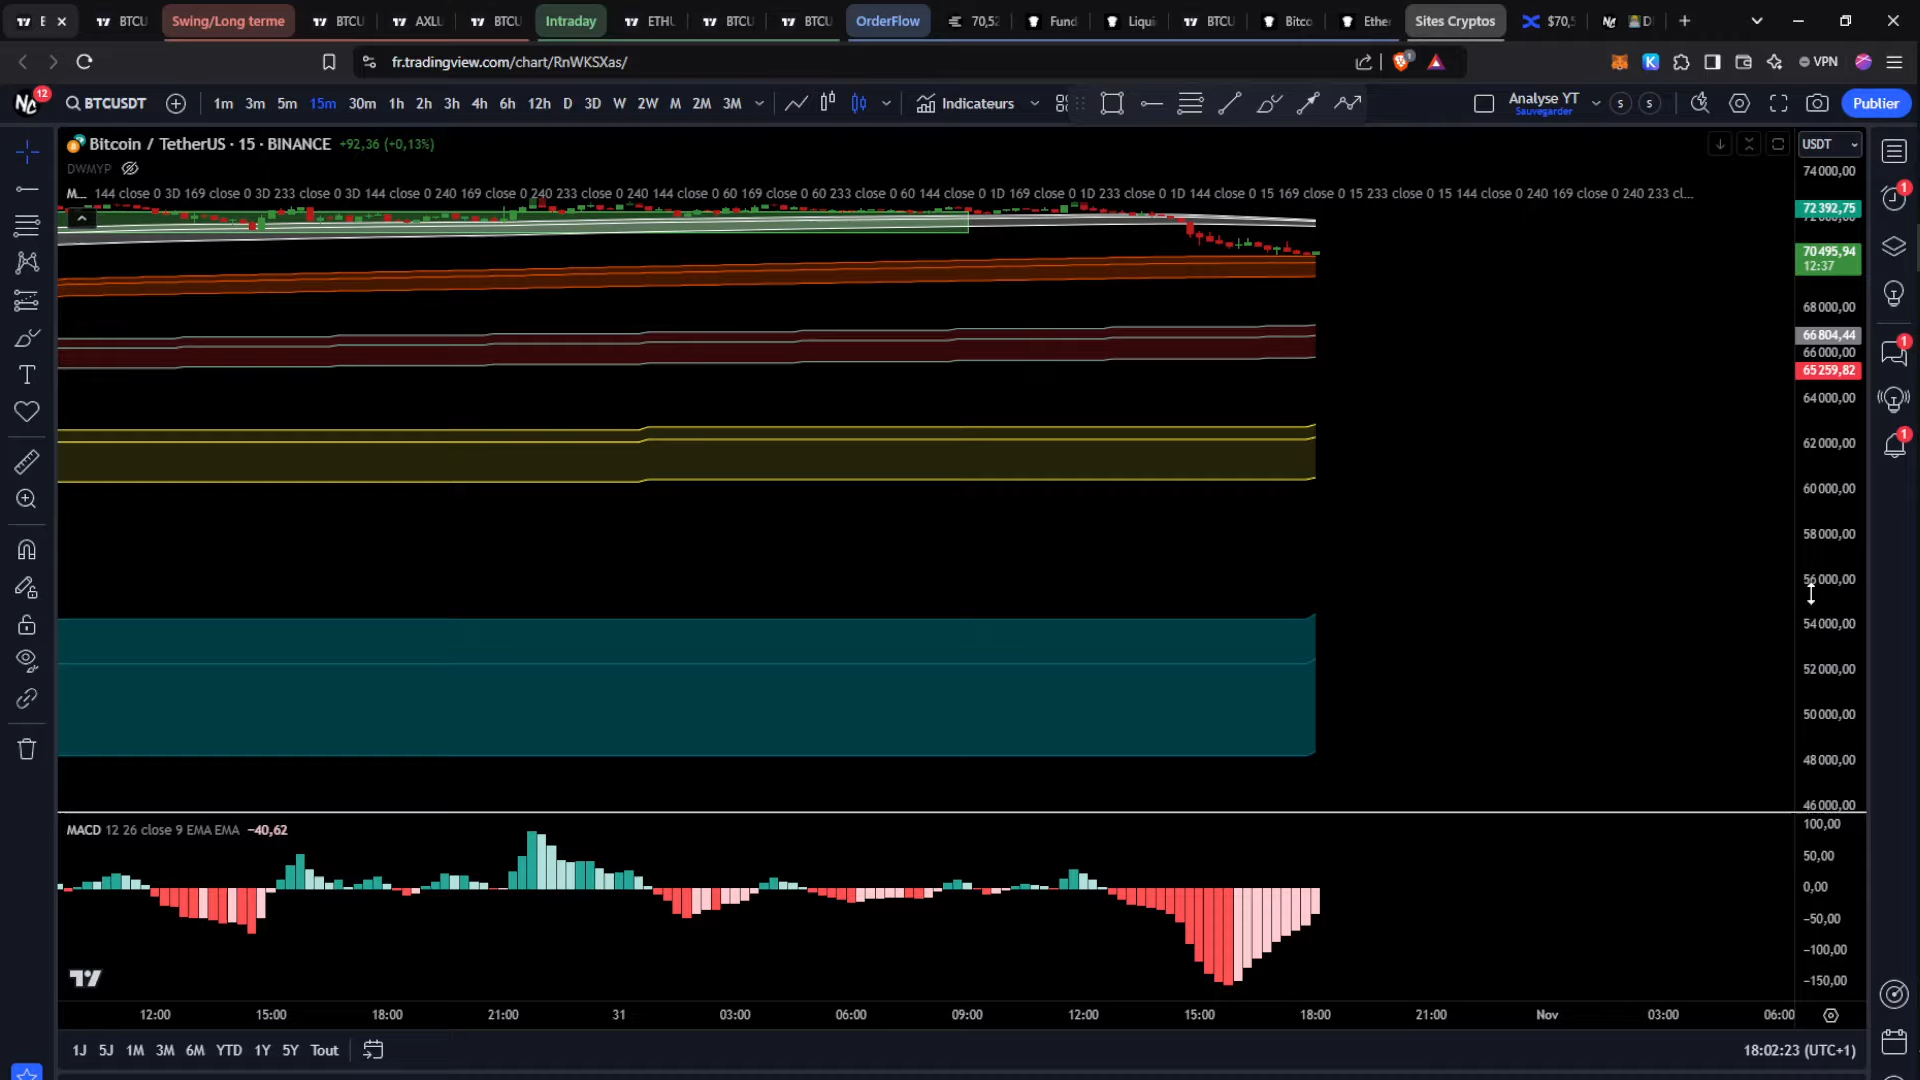 BTCU
Swing/Long terme
BTCU
AXLU
BTCU
Intraday
ETHU
BTCU
BTCU
OrderFlow
70,52
Fund
Liqui
BTCU
Bitco
Ether
Sites Cryptos
$70,5
fr.tradingview.com/chart/RnWKSXas/
VPN
12
BTCUSDT
1m 3m 5m 15m 30m 1h 2h 3h 4h 6h 12h D 3D W 2W M 2M 3M
Indicateurs
Analyse YT
Sauvegarder
S
S
Publier
Bitcoin / TetherUS · 15 · BINANCE +92,36 (+0,13%)
USDT
DWMYP
M... 144 close 0 3D 169 close 0 3D 233 close 0 3D 144 close 0 240 169 close 0 240 233 close 0 240 144 close 0 60 169 close 0 60 233 close 0 60 144 close 0 1D 169 close 0 1D 233 close 0 1D 144 close 0 15 169 close 0 15 233 close 0 15 144 close 0 240 169 close 0 240 233 cl...
74 000,00
72 392,75
70 495,94
12:37
68 000,00
66 804,44
66 000,00
65 259,82
64 000,00
62 000,00
60 000,00
58 000,00
56 000,00
54 000,00
52 000,00
50 000,00
48 000,00
46 000,00
MACD 12 26 close 9 EMA EMA −40,62
100,00
50,00
0,00
−50,00
−100,00
−150,00
12:00 15:00 18:00 21:00 31 03:00 06:00 09:00 12:00 15:00 18:00 21:00 Nov 03:00 06:00
1J 5J 1M 3M 6M YTD 1Y 5Y Tout
18:02:23 (UTC+1)